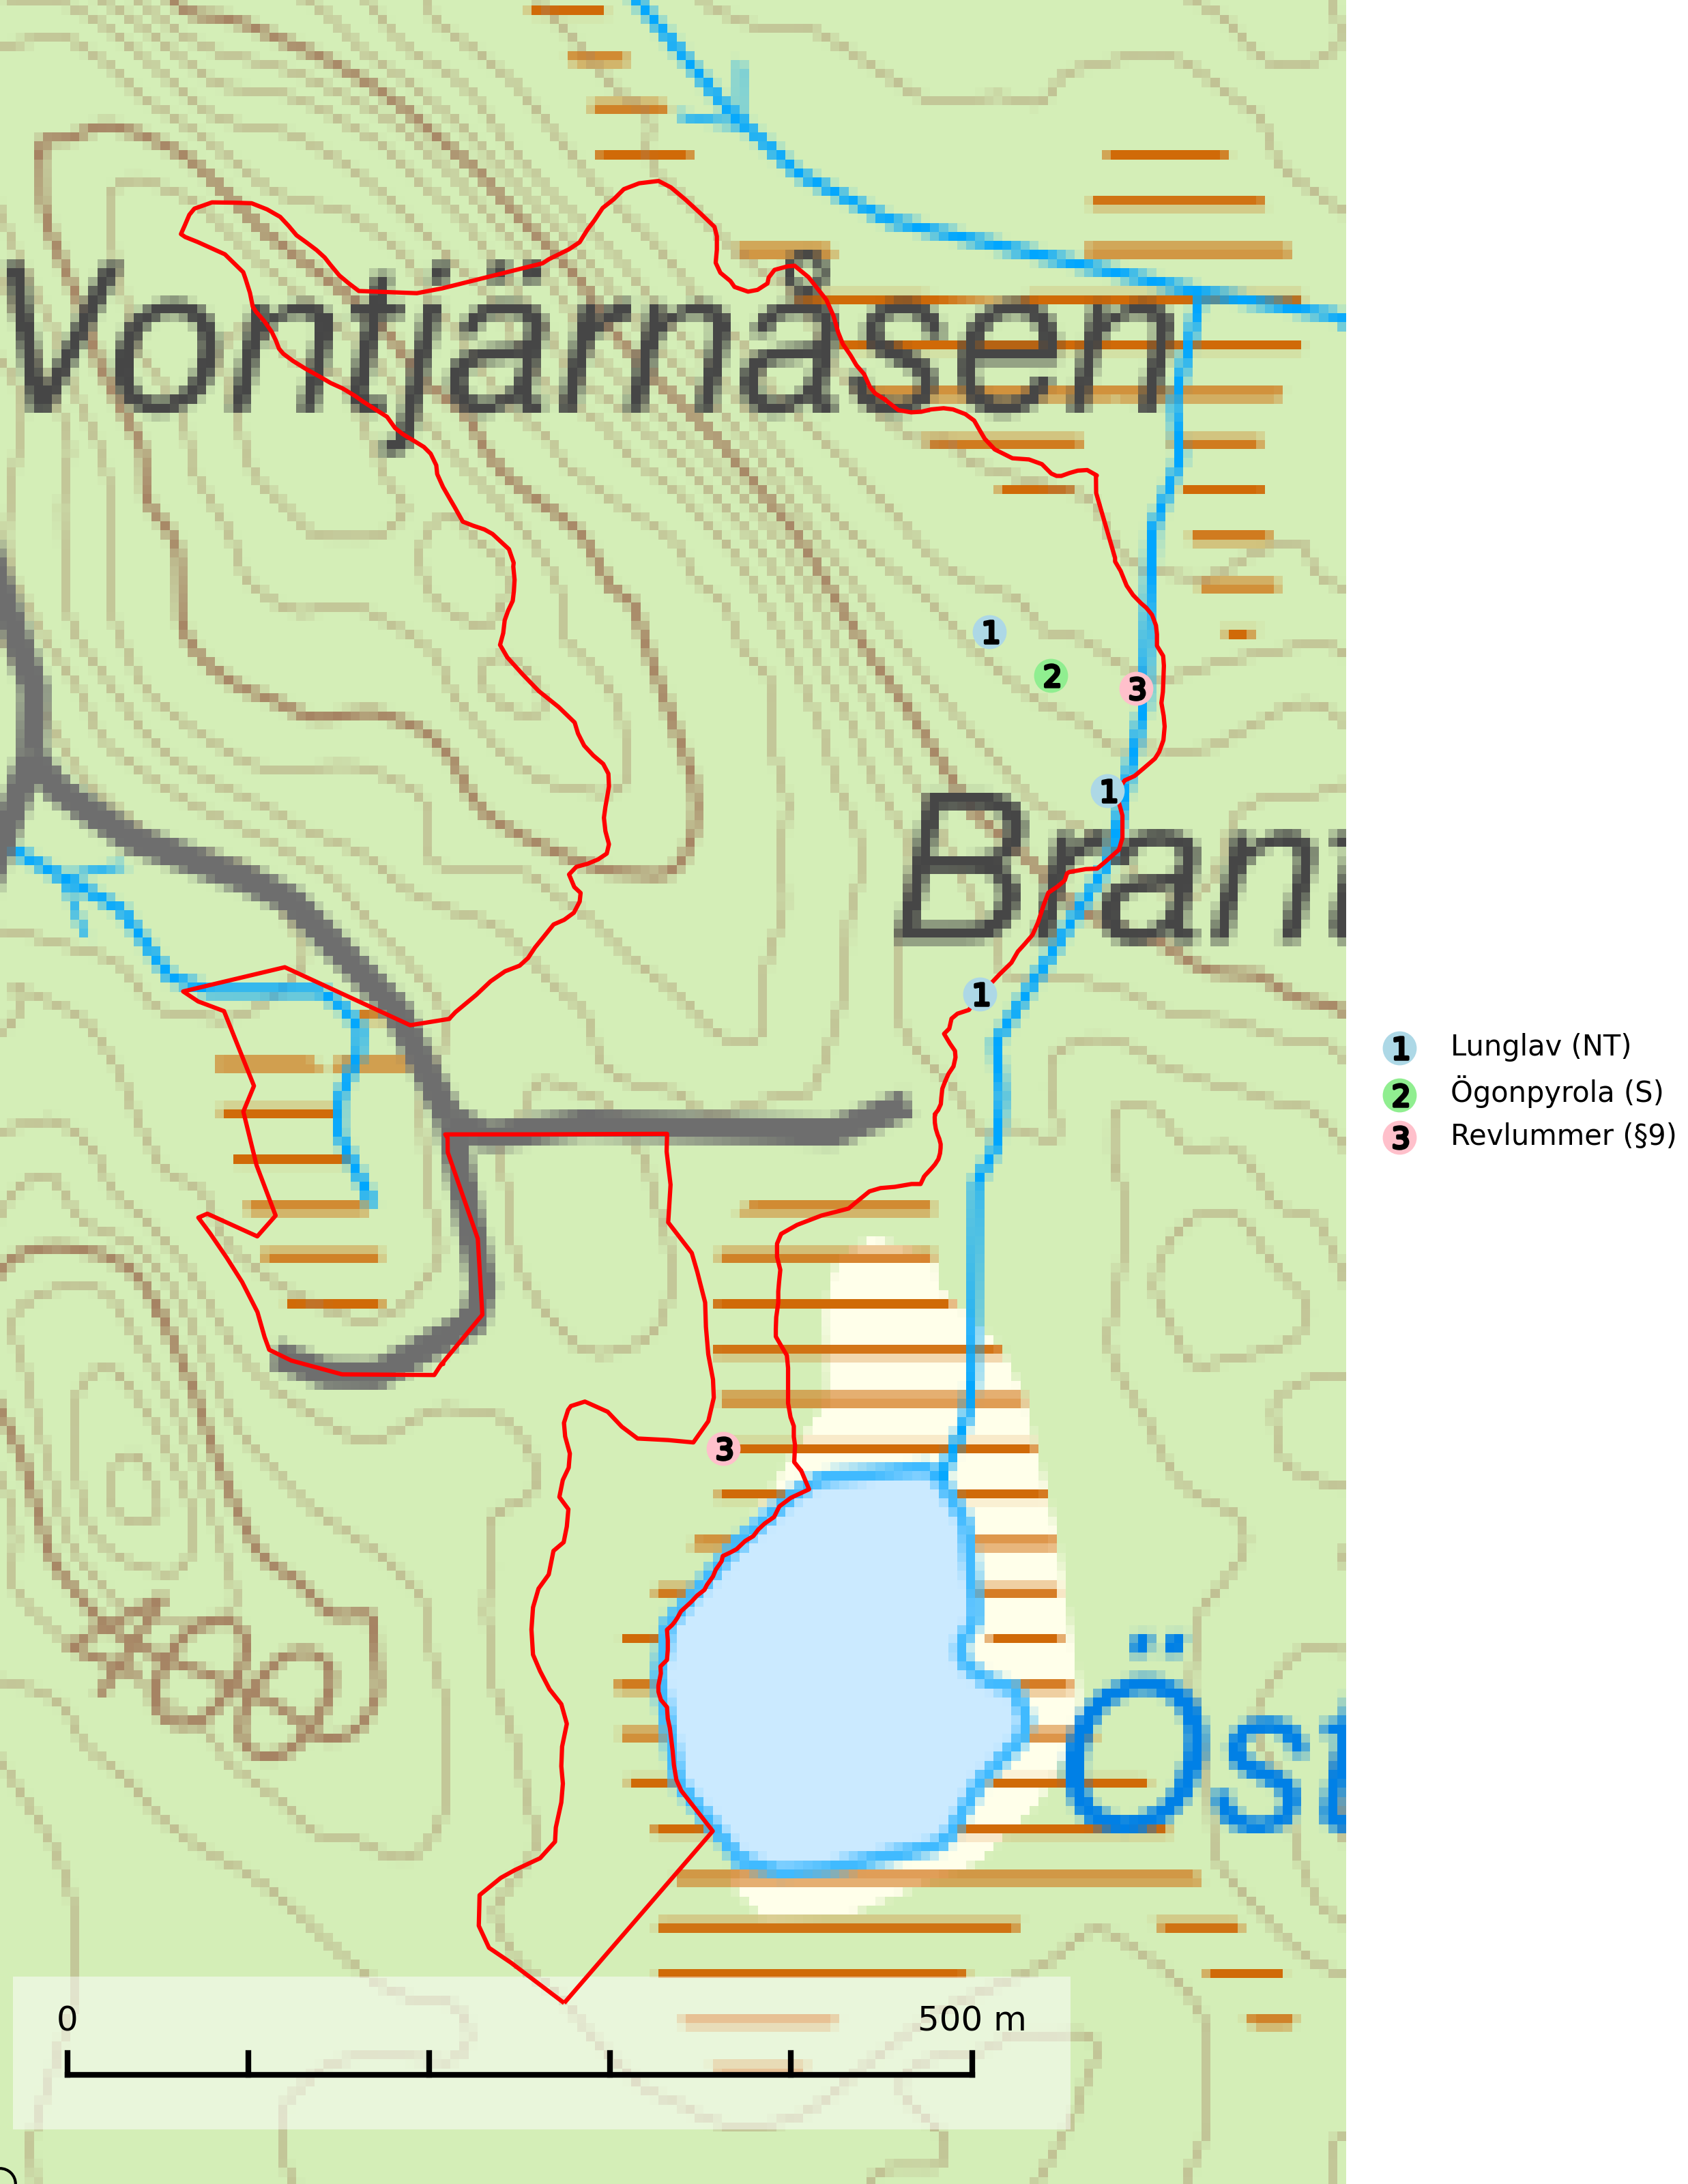 Vontjärnåsen
1
2
3
1
Bran
1
3
1 Lunglav (NT)
2 Ögonpyrola (S)
3 Revlummer (§9)
400
Öst
0 500 m